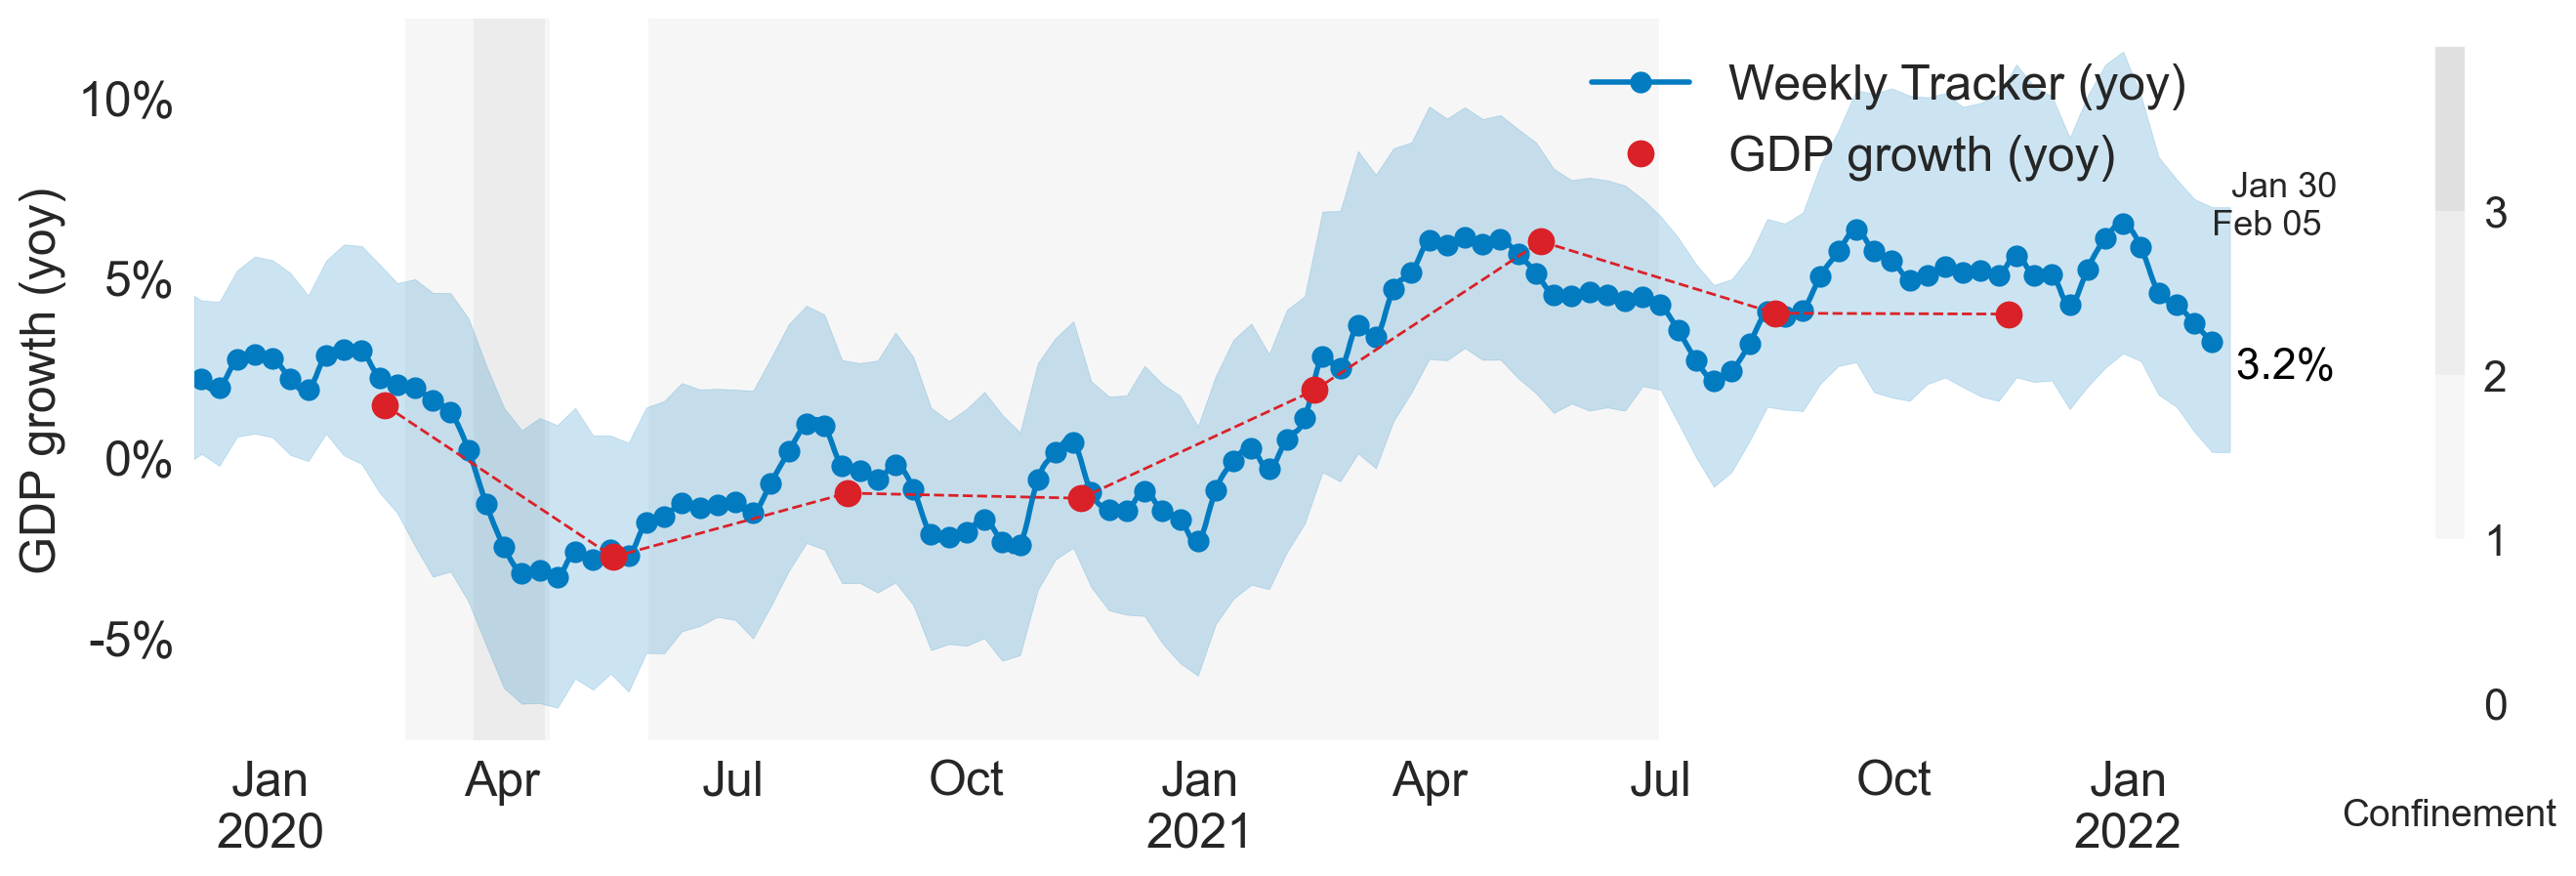 Weekly Tracker (yoy)
GDP growth (yoy)
GDP growth (yoy)
10%
5%
0%
-5%
Jan 30
Feb 05
3.2%
3
2
1
0
Confinement
Jan
2020
Apr
Jul
Oct
Jan
2021
Apr
Jul
Oct
Jan
2022